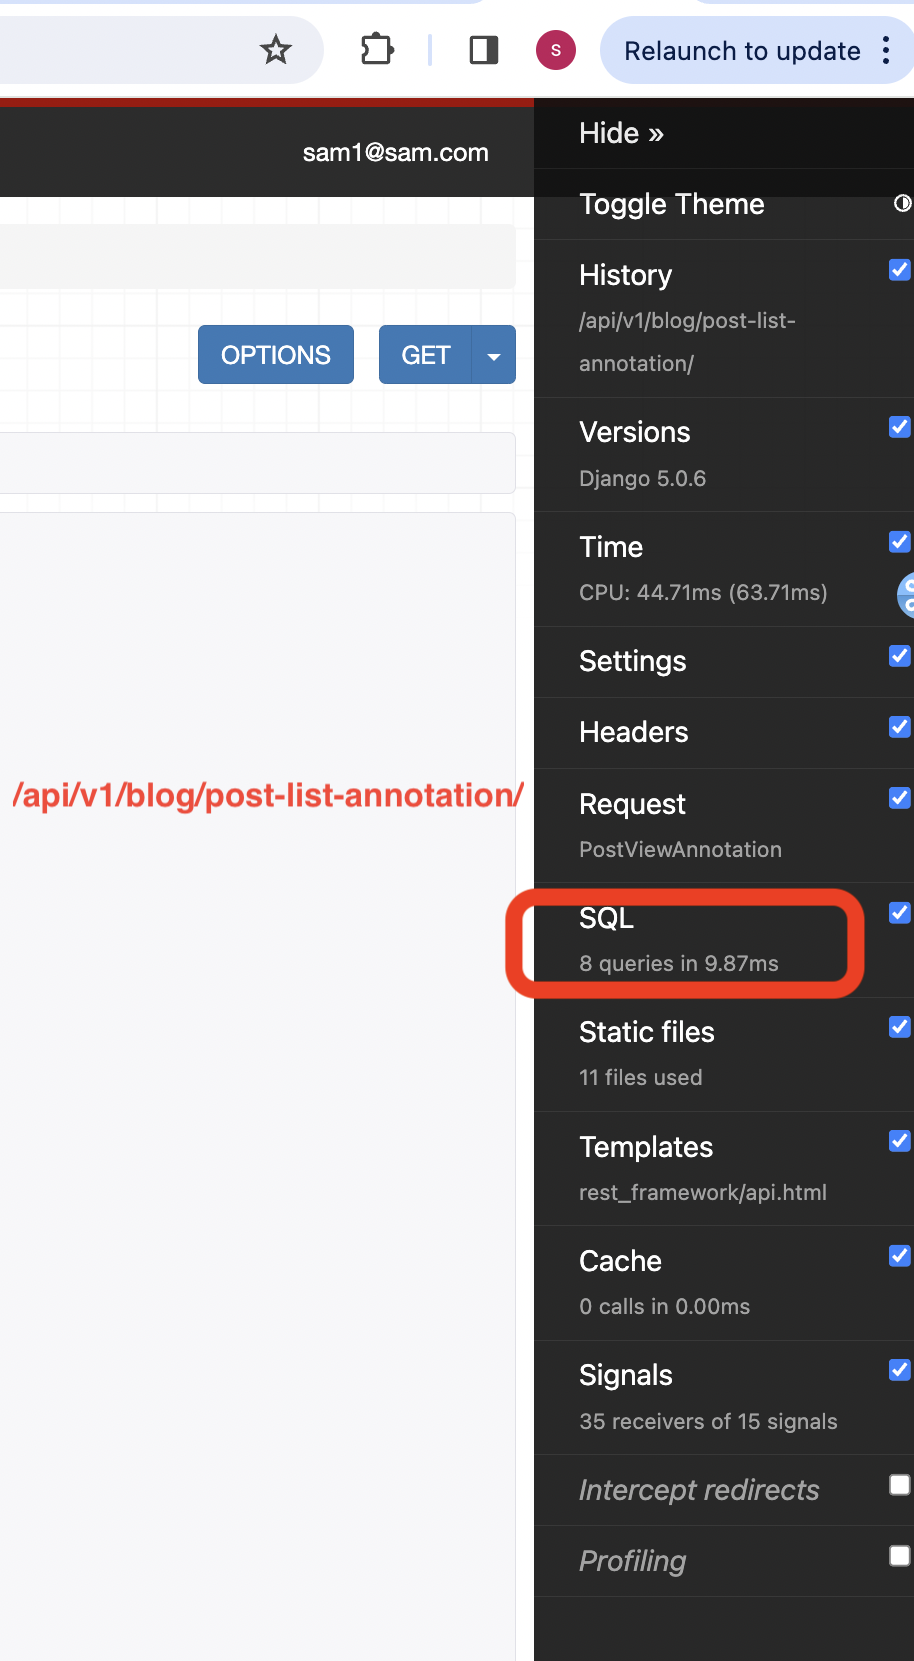 S
Relaunch to update
sam1@sam.com
Hide »
Toggle Theme
History
/api/v1/blog/post-list-
annotation/
OPTIONS
GET
Versions
Django 5.0.6
Time
CPU: 44.71ms (63.71ms)
Settings
Headers
/api/v1/blog/post-list-annotation/
Request
PostViewAnnotation
SQL
8 queries in 9.87ms
Static files
11 files used
Templates
rest_framework/api.html
Cache
0 calls in 0.00ms
Signals
35 receivers of 15 signals
Intercept redirects
Profiling